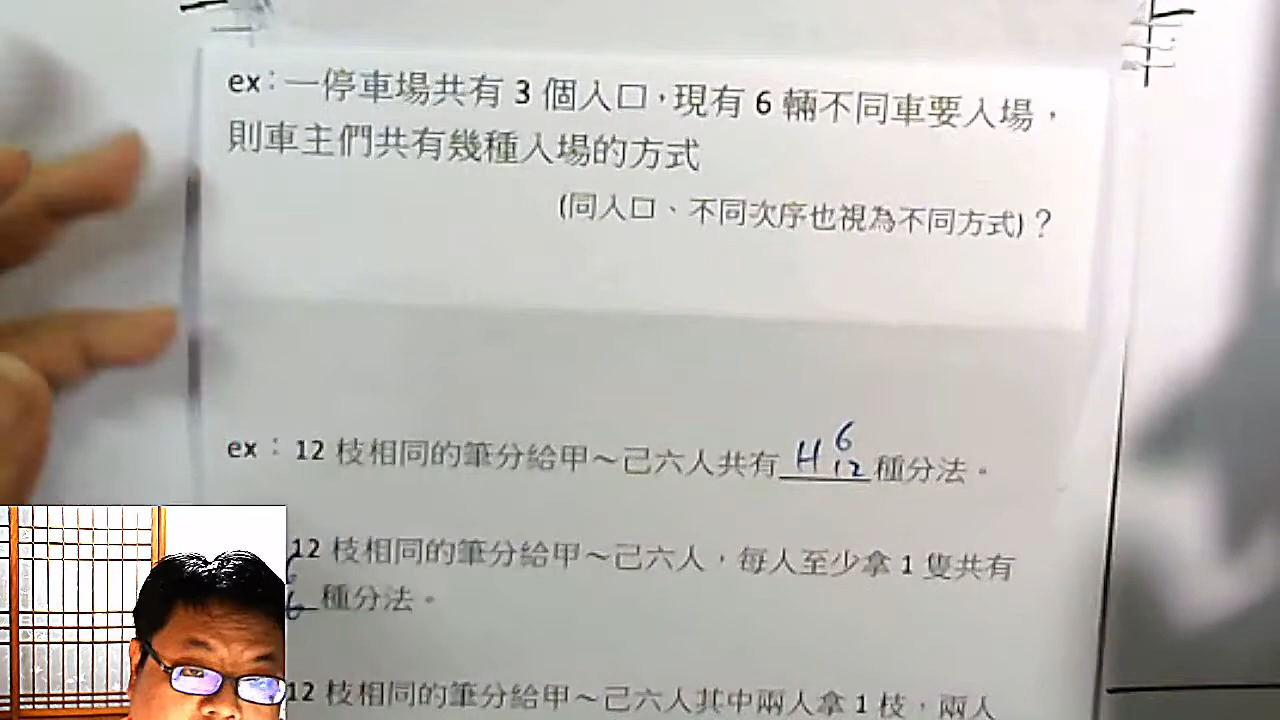 ex：一停車場共有 3 個入口，現有 6 輛不同車要入場，
則車主們共有幾種入場的方式
(同入口、不同次序也視為不同方式)？
ex： 12 枝相同的筆分給甲～己六人共有 H 6 12 種分法。
12 枝相同的筆分給甲～己六人，每人至少拿 1 隻共有
6 種分法。
12 枝相同的筆分給甲～己六人其中兩人拿 1 枝，兩人